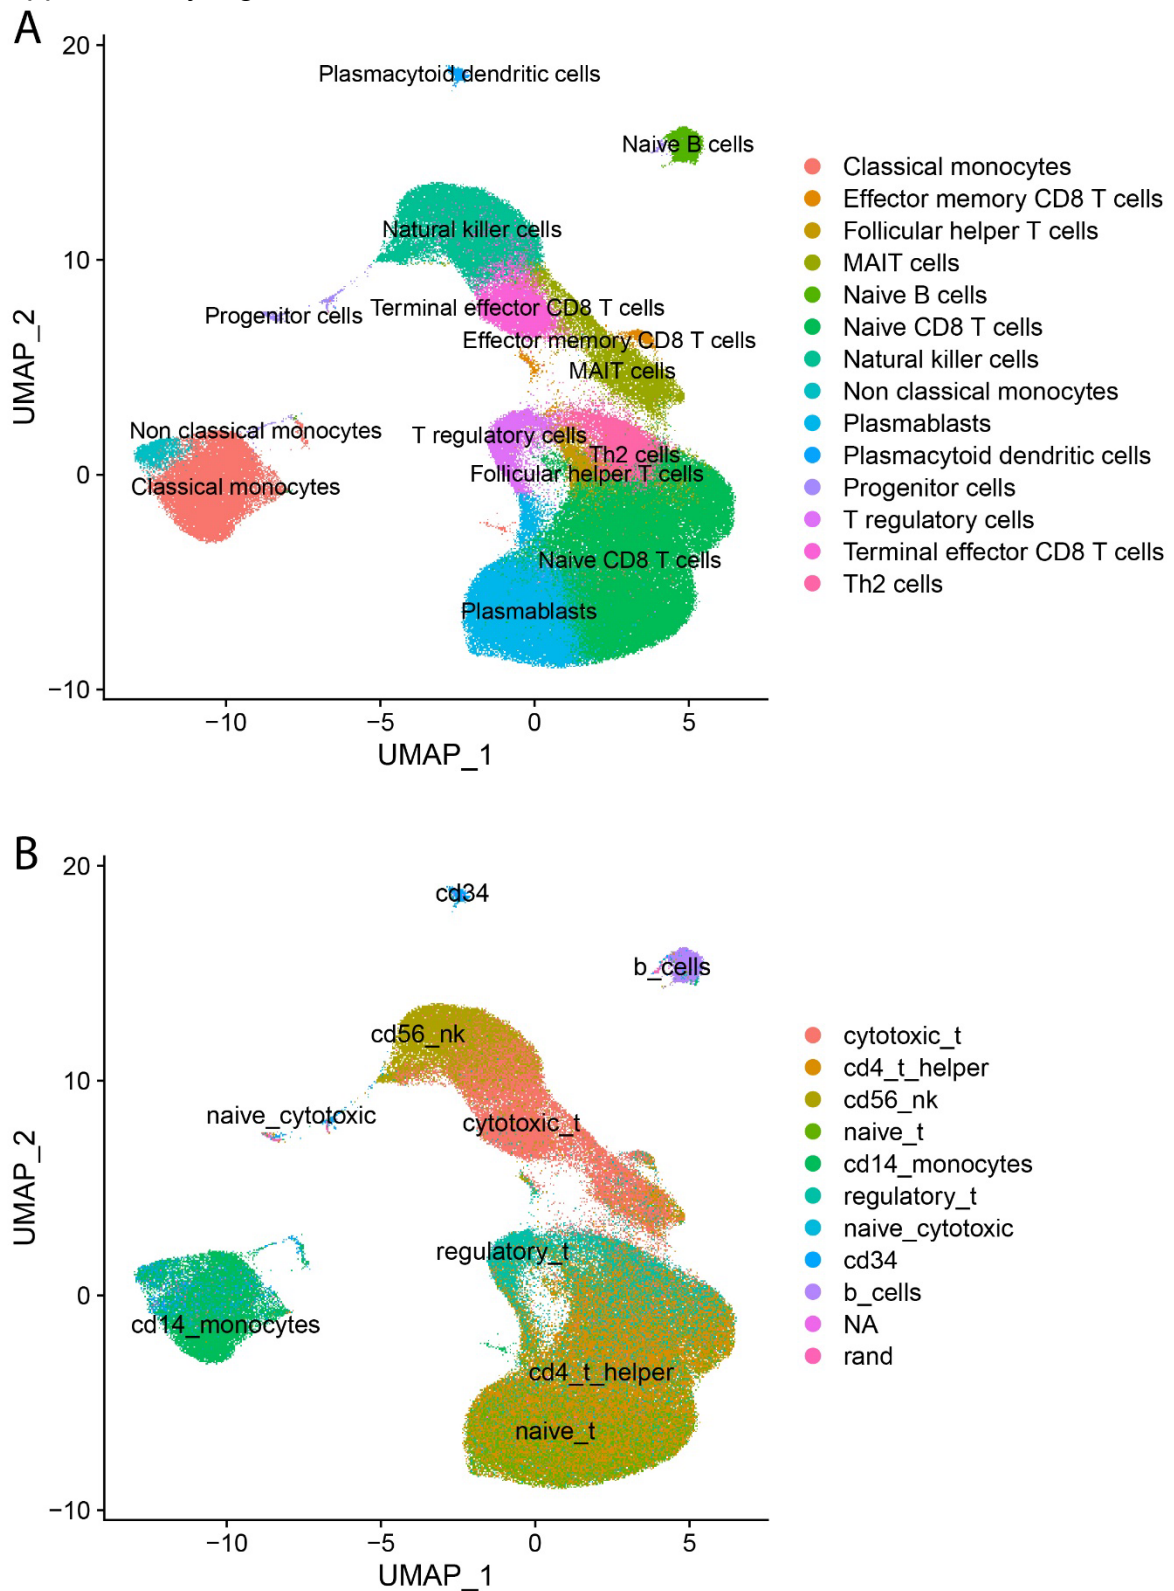 A
20
10
0
−10
UMAP_2
−10
−5
0
5
UMAP_1
Plasmacytoid dendritic cells
Naive B cells
Natural killer cells
Progenitor cells
Terminal effector CD8 T cells
Effector memory CD8 T cells
MAIT cells
Non classical monocytes
T regulatory cells
Th2 cells
Follicular helper T cells
Classical monocytes
Naive CD8 T cells
Plasmablasts
Classical monocytes
Effector memory CD8 T cells
Follicular helper T cells
MAIT cells
Naive B cells
Naive CD8 T cells
Natural killer cells
Non classical monocytes
Plasmablasts
Plasmacytoid dendritic cells
Progenitor cells
T regulatory cells
Terminal effector CD8 T cells
Th2 cells
B
20
10
0
−10
UMAP_2
−10
−5
0
5
UMAP_1
cd34
b_cells
cd56_nk
naive_cytotoxic
cytotoxic_t
regulatory_t
cd14_monocytes
cd4_t_helper
naive_t
cytotoxic_t
cd4_t_helper
cd56_nk
naive_t
cd14_monocytes
regulatory_t
naive_cytotoxic
cd34
b_cells
NA
rand